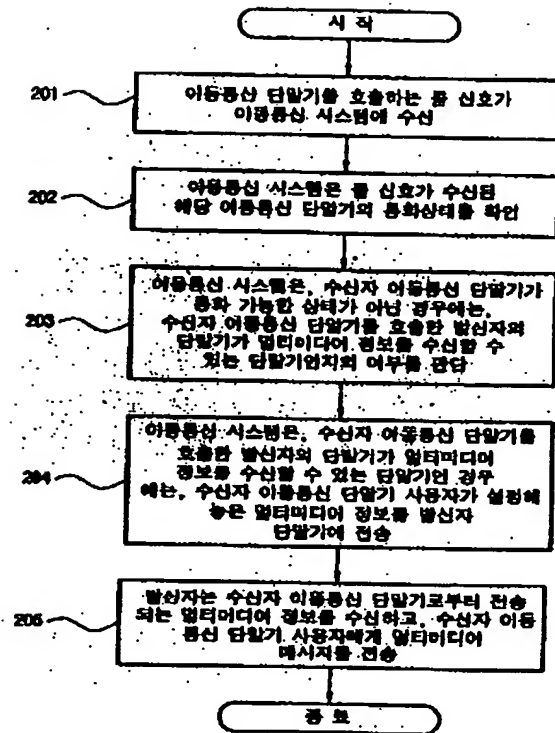 시 작
201
이동통신 단말기를 호출하는 콜 신호가
이동통신 시스템에 수신
202
이동통신 시스템은 콜 신호가 수신된
해당 이동통신 단말기의 통화상태를 확인
203
이동통신 시스템은, 수신자 이동통신 단말기가
통화 가능한 상태가 아닌 경우에는,
수신자 이동통신 단말기를 호출한 발신자의
단말기가 멀티미디어 정보를 수신할 수
있는 단말기인지의 여부를 판단
204
이동통신 시스템은, 수신자 이동통신 단말기를
호출한 발신자의 단말기가 멀티미디어
정보를 수신할 수 있는 단말기인 경우
에는, 수신자 이동통신 단말기 사용자가 설정해
놓은 멀티미디어 정보를 발신자
단말기에 전송
205
발신자는 수신자 이동통신 단말기로부터 전송
되는 멀티미디어 정보를 수신하고, 수신자 이동
통신 단말기 사용자에게 멀티미디어
메시지를 전송
종 료